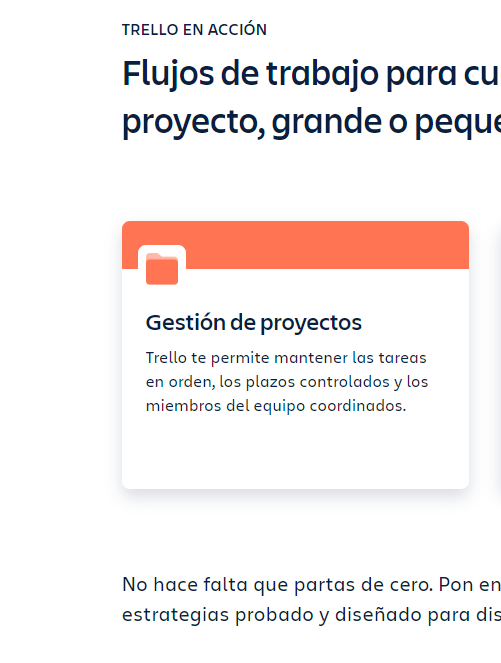 TRELLO EN ACCIÓN
Flujos de trabajo para cu
proyecto, grande o peque
Gestión de proyectos
Trello te permite mantener las tareas
en orden, los plazos controlados y los
miembros del equipo coordinados.
No hace falta que partas de cero. Pon en
estrategias probado y diseñado para dis